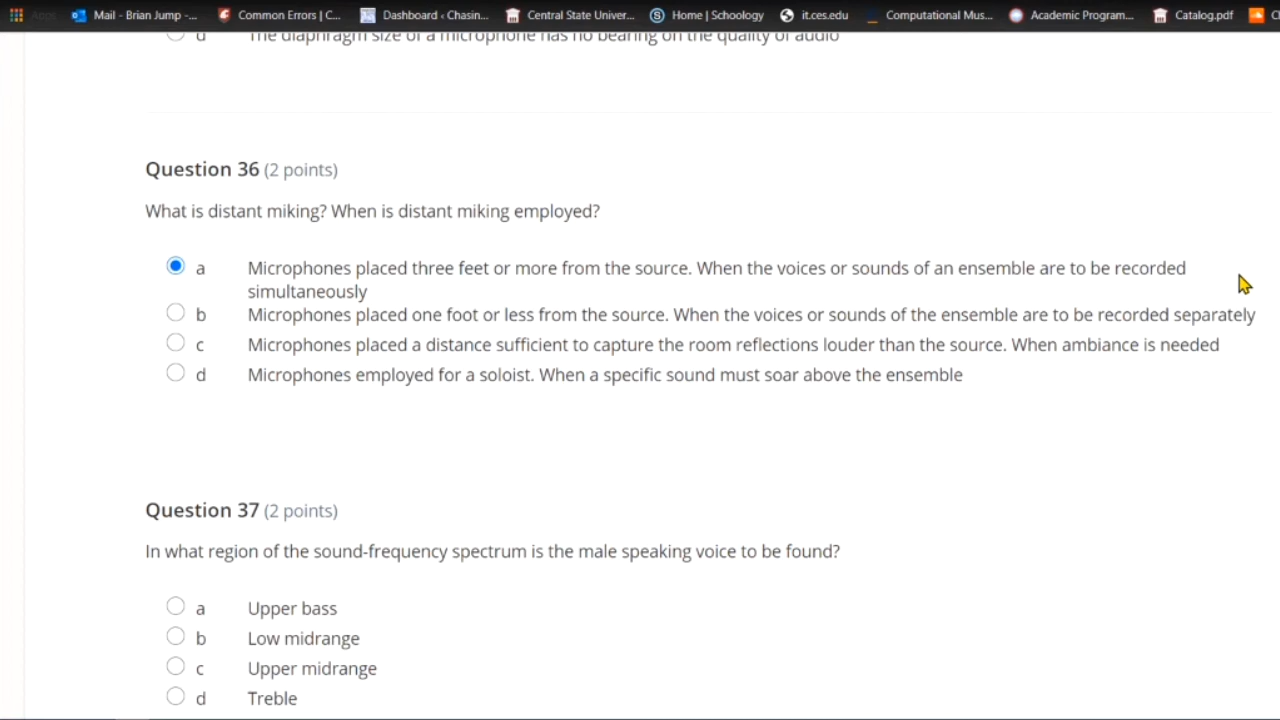 Apps Mail - Brian Jump -... Common Errors | C... Dashboard ‹ Chasin... Central State Univer... Home | Schoology it.ces.edu Computational Mus... Academic Program... Catalog.pdf
d The diaphragm size of a microphone has no bearing on the quality of audio
Question 36 (2 points)
What is distant miking? When is distant miking employed?
a Microphones placed three feet or more from the source. When the voices or sounds of an ensemble are to be recorded
simultaneously
b Microphones placed one foot or less from the source. When the voices or sounds of the ensemble are to be recorded separately
c Microphones placed a distance sufficient to capture the room reflections louder than the source. When ambiance is needed
d Microphones employed for a soloist. When a specific sound must soar above the ensemble
Question 37 (2 points)
In what region of the sound-frequency spectrum is the male speaking voice to be found?
a Upper bass
b Low midrange
c Upper midrange
d Treble